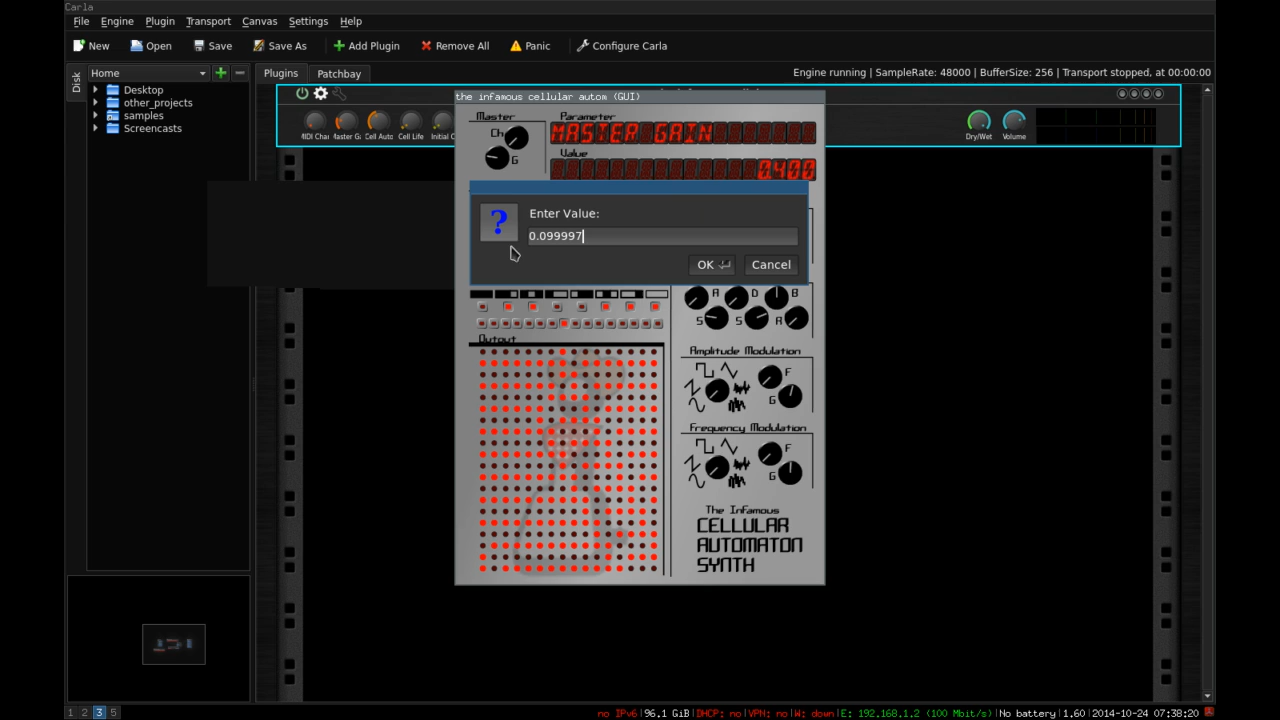 Carla
File Engine Plugin Transport Canvas Settings Help
New Open Save Save As Add Plugin Remove All Panic Configure Carla
Disk
Home
Desktop
other_projects
samples
Screencasts
Plugins Patchbay
Engine running | SampleRate: 48000 | BufferSize: 256 | Transport stopped, at 00:00:00
Cell Auto Cell Life Initial C
Dry/Wet Volume
the infamous cellular autom (GUI)
Master
Ch
G
Parameter
MASTER GAIN
Value
0.400
?
Enter Value:
0.099997
OK Cancel
A D B
S S A
Output
Amplitude Modulation
F
G
Frequency Modulation
F
G
The Infamous
CELLULAR
AUTOMATON
SYNTH
1 2 3 5
no IPv6|96.1 GiB|DHCP: no|VPN: no|W: down|E: 192.168.1.2 (100 Mbit/s)|No battery|1.60|2014-10-24 07:38:20